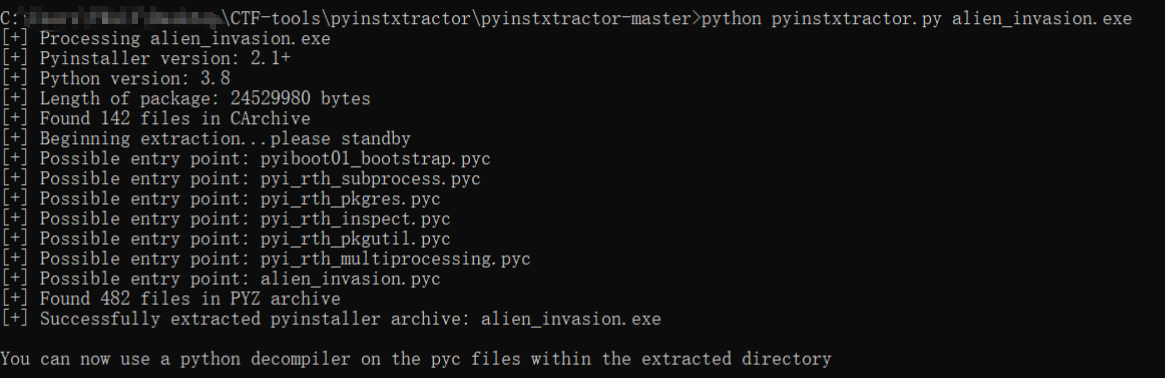 C:\CTF-tools\pyinstxtractor\pyinstxtractor-master>python pyinstxtractor.py alien_invasion.exe
[+] Processing alien_invasion.exe
[+] Pyinstaller version: 2.1+
[+] Python version: 3.8
[+] Length of package: 24529980 bytes
[+] Found 142 files in CArchive
[+] Beginning extraction...please standby
[+] Possible entry point: pyiboot01_bootstrap.pyc
[+] Possible entry point: pyi_rth_subprocess.pyc
[+] Possible entry point: pyi_rth_pkgres.pyc
[+] Possible entry point: pyi_rth_inspect.pyc
[+] Possible entry point: pyi_rth_pkgutil.pyc
[+] Possible entry point: pyi_rth_multiprocessing.pyc
[+] Possible entry point: alien_invasion.pyc
[+] Found 482 files in PYZ archive
[+] Successfully extracted pyinstaller archive: alien_invasion.exe
You can now use a python decompiler on the pyc files within the extracted directory